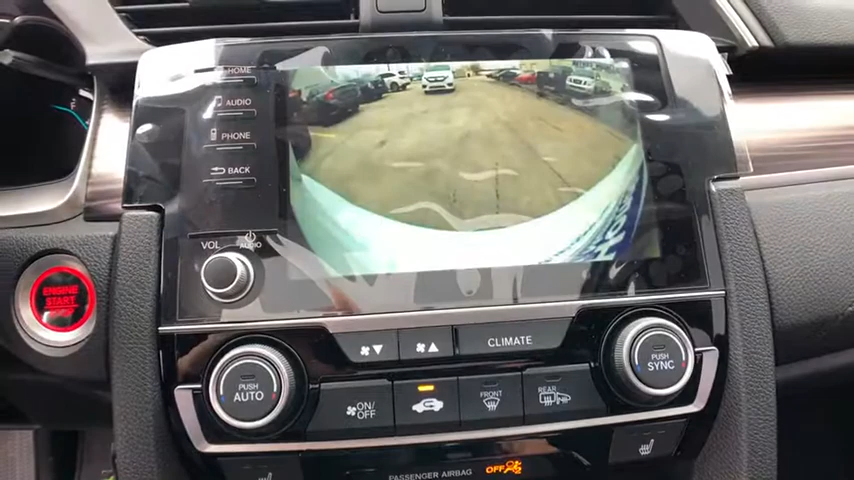 HOME
AUDIO
PHONE
BACK
VOL AUDIO
ENGINE
START
STOP
CLIMATE
PUSH
AUTO
ON
OFF
FRONT
REAR
PUSH
SYNC
PASSENGER AIRBAG OFF